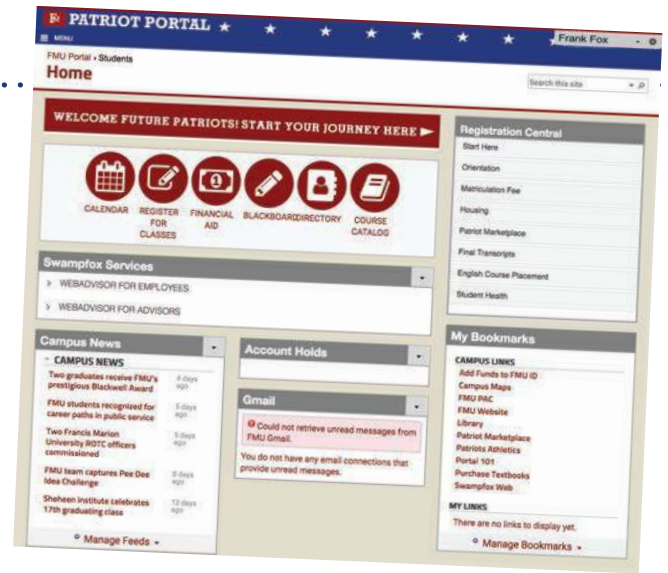 PATRIOT PORTAL
MENU
Frank Fox
FMU Portal › Students
Home
Search this site
WELCOME FUTURE PATRIOTS! START YOUR JOURNEY HERE
CALENDAR
REGISTER
FOR
CLASSES
FINANCIAL
AID
BLACKBOARD
DIRECTORY
COURSE
CATALOG
Swampfox Services
WEBADVISOR FOR EMPLOYEES
WEBADVISOR FOR ADVISORS
Campus News
CAMPUS NEWS
Two graduates receive FMU's
prestigious Blackwell Award
6 days
ago
FMU students recognized for
career paths in public service
5 days
ago
Two Francis Marion
University ROTC officers
commissioned
5 days
ago
FMU team captures Pee Dee
Idea Challenge
8 days
ago
Sheheen institute celebrates
17th graduating class
12 days
ago
Manage Feeds
Account Holds
Gmail
Could not retrieve unread messages from
FMU Gmail.
You do not have any email connections that
provide unread messages.
Registration Central
Start Here
Orientation
Matriculation Fee
Housing
Patriot Marketplace
Final Transcripts
English Course Placement
Student Health
My Bookmarks
CAMPUS LINKS
Add Funds to FMU ID
Campus Maps
FMU PAC
FMU Website
Library
Patriot Marketplace
Patriots Athletics
Portal 101
Purchase Textbooks
Swampfox Web
MY LINKS
There are no links to display yet.
Manage Bookmarks